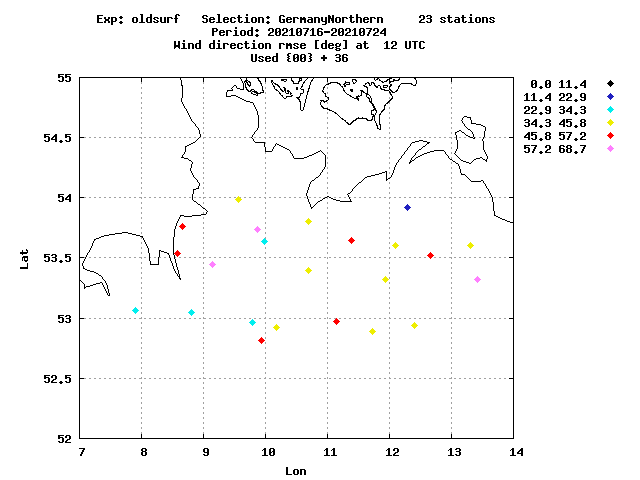 Exp: oldsurf   Selection: GermanyNorthern     23 stations
Period: 20210716-20210724
Wind direction rmse [deg] at  12 UTC
Used {00} + 36
55
54.5
54
53.5
53
52.5
52
Lat
7 8 9 10 11 12 13 14
Lon
0.0 11.4
11.4 22.9
22.9 34.3
34.3 45.8
45.8 57.2
57.2 68.7